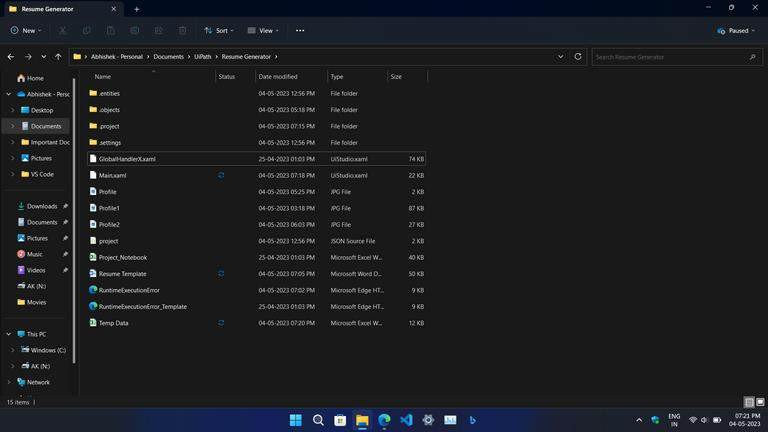 Resume Generator
New
Sort
View
Paused
Abhishek - Personal > Documents > UiPath > Resume Generator >
Search Resume Generator
Name Status Date modified Type Size
Home
Abhishek - Perso
Desktop
Documents
Important Doc
Pictures
VS Code
Downloads
Documents
Pictures
Music
Videos
AK (N:)
Movies
This PC
Windows (C:)
AK (N:)
Network
.entities 04-05-2023 12:56 PM File folder
.objects 04-05-2023 05:18 PM File folder
.project 04-05-2023 07:15 PM File folder
.settings 04-05-2023 12:56 PM File folder
GlobalHandlerX.xaml 25-04-2023 01:03 PM UiStudio.xaml 74 KB
Main.xaml 04-05-2023 07:18 PM UiStudio.xaml 22 KB
Profile 04-05-2023 05:25 PM JPG File 2 KB
Profile1 04-05-2023 03:18 PM JPG File 87 KB
Profile2 04-05-2023 06:03 PM JPG File 27 KB
project 04-05-2023 12:56 PM JSON Source File 2 KB
Project_Notebook 25-04-2023 01:03 PM Microsoft Excel W... 40 KB
Resume Template 04-05-2023 07:05 PM Microsoft Word D... 50 KB
RuntimeExecutionError 04-05-2023 07:02 PM Microsoft Edge HT... 9 KB
RuntimeExecutionError_Template 25-04-2023 01:03 PM Microsoft Edge HT... 9 KB
Temp Data 04-05-2023 07:20 PM Microsoft Excel W... 12 KB
15 items
ENG
IN
07:21 PM
04-05-2023